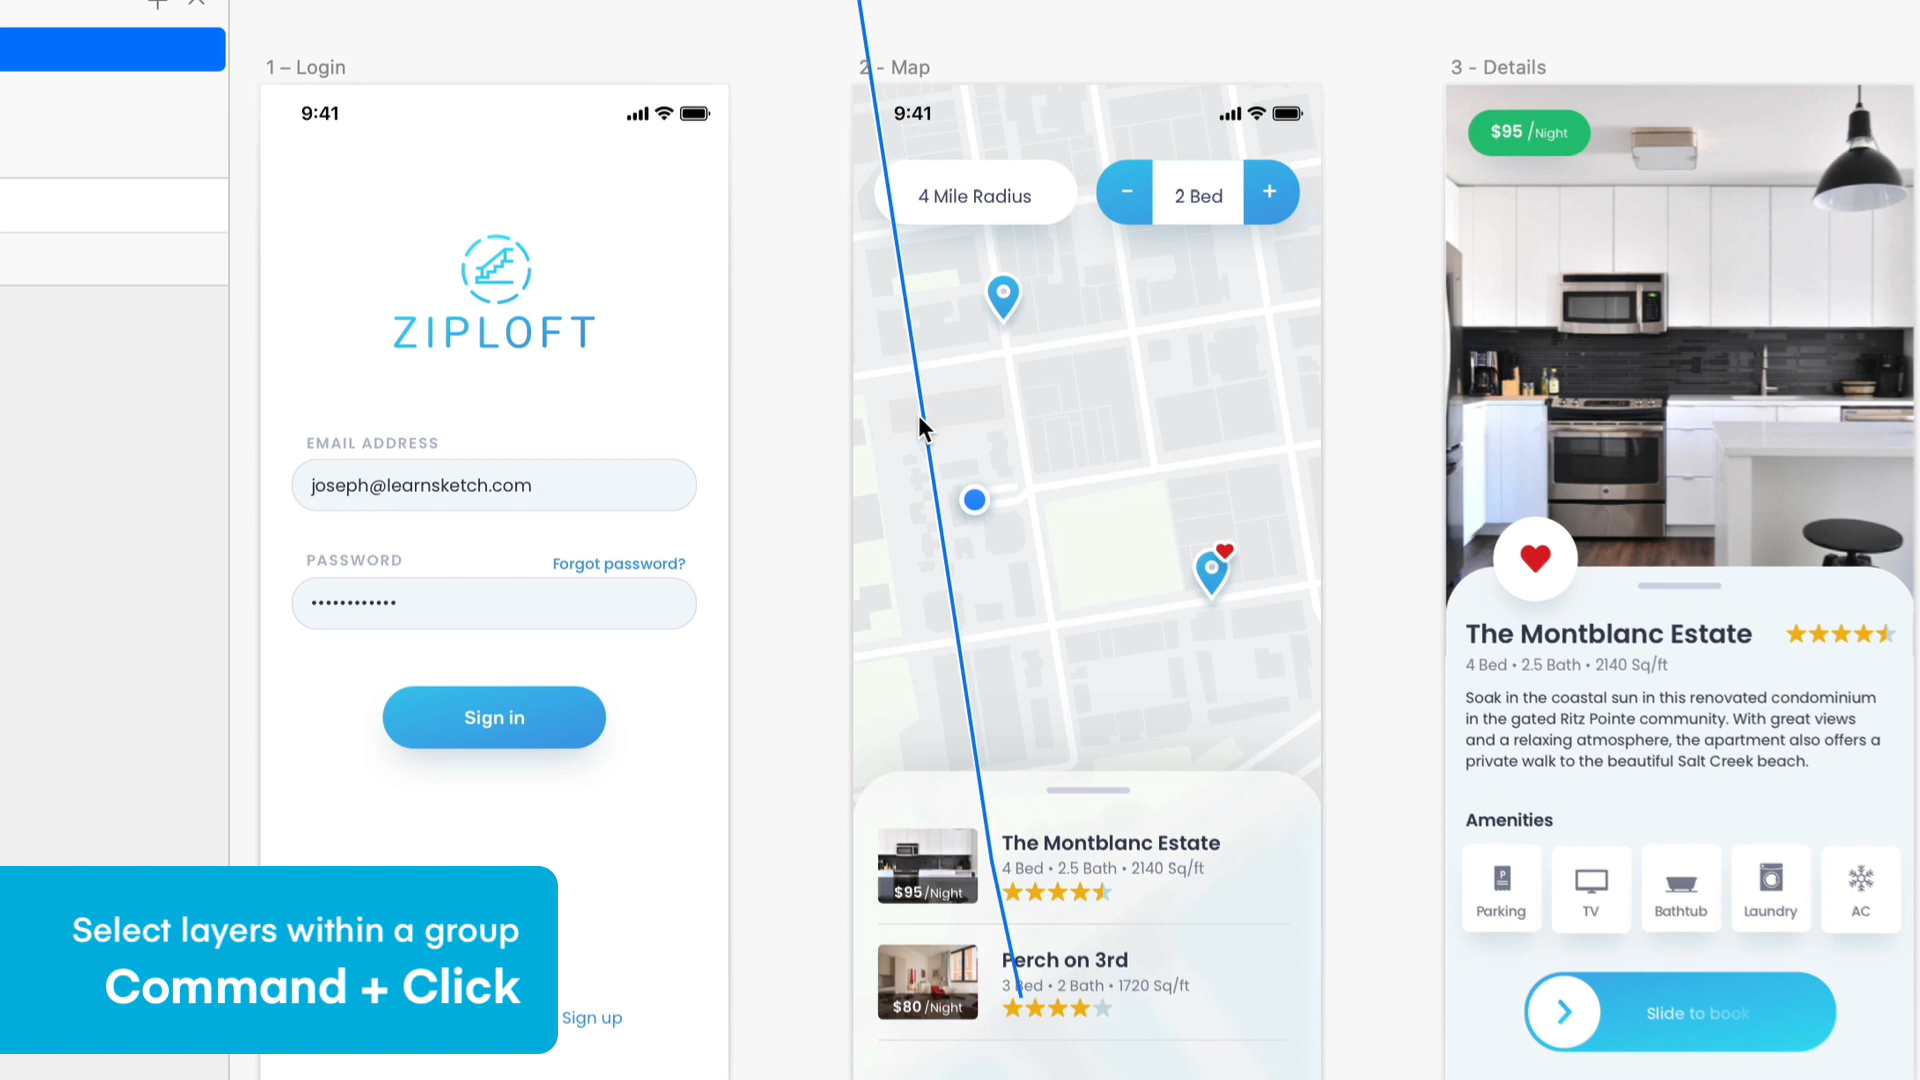 1 – Login
9:41
ZIPLOFT
EMAIL ADDRESS
joseph@learnsketch.com
PASSWORD
Forgot password?
••••••••••••
Sign in
Sign up
Select layers within a group
Command + Click
2 - Map
9:41
4 Mile Radius
- 2 Bed +
The Montblanc Estate
4 Bed • 2.5 Bath • 2140 Sq/ft
$95 /Night
Perch on 3rd
3 Bed • 2 Bath • 1720 Sq/ft
$80 /Night
3 - Details
$95 /Night
The Montblanc Estate
4 Bed • 2.5 Bath • 2140 Sq/ft
Soak in the coastal sun in this renovated condominium
in the gated Ritz Pointe community. With great views
and a relaxing atmosphere, the apartment also offers a
private walk to the beautiful Salt Creek beach.
Amenities
P
Parking
TV
Bathtub
Laundry
AC
Slide to book